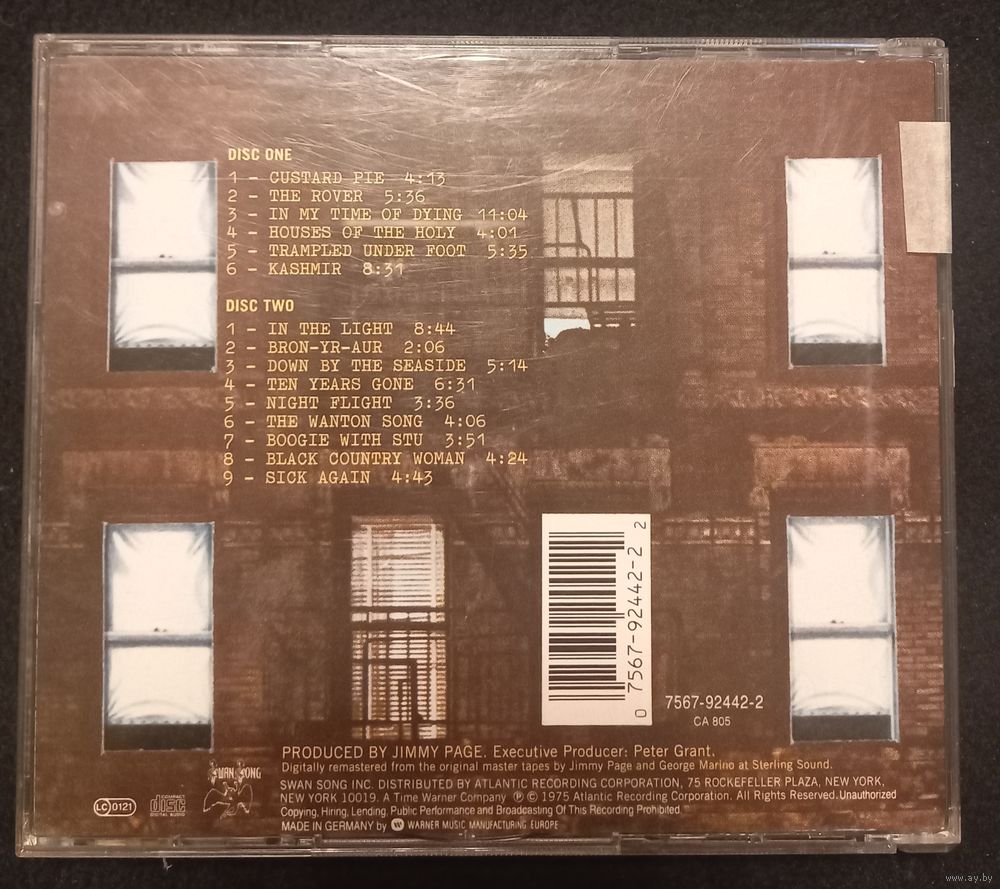 DISC ONE
1 - CUSTARD PIE 4:13
2 - THE ROVER 5:36
3 - IN MY TIME OF DYING 11:04
4 - HOUSES OF THE HOLY 4:01
5 - TRAMPLED UNDER FOOT 5:35
6 - KASHMIR 8:31
DISC TWO
1 - IN THE LIGHT 8:44
2 - BRON-YR-AUR 2:06
3 - DOWN BY THE SEASIDE 5:14
4 - TEN YEARS GONE 6:31
5 - NIGHT FLIGHT 3:36
6 - THE WANTON SONG 4:06
7 - BOOGIE WITH STU 3:51
8 - BLACK COUNTRY WOMAN 4:24
9 - SICK AGAIN 4:43
0 7567-92442-2 2
7567-92442-2
CA 805
PRODUCED BY JIMMY PAGE. Executive Producer: Peter Grant.
Digitally remastered from the original master tapes by Jimmy Page and George Marino at Sterling Sound.
SWAN SONG
SWAN SONG INC. DISTRIBUTED BY ATLANTIC RECORDING CORPORATION, 75 ROCKEFELLER PLAZA, NEW YORK,
NEW YORK 10019. A Time Warner Company ℗ © 1975 Atlantic Recording Corporation. All Rights Reserved. Unauthorized
Copying, Hiring, Lending, Public Performance and Broadcasting Of This Recording Prohibited.
LC 0121
COMPACT disc DIGITAL AUDIO
MADE IN GERMANY by WARNER MUSIC MANUFACTURING EUROPE
www.ay.by